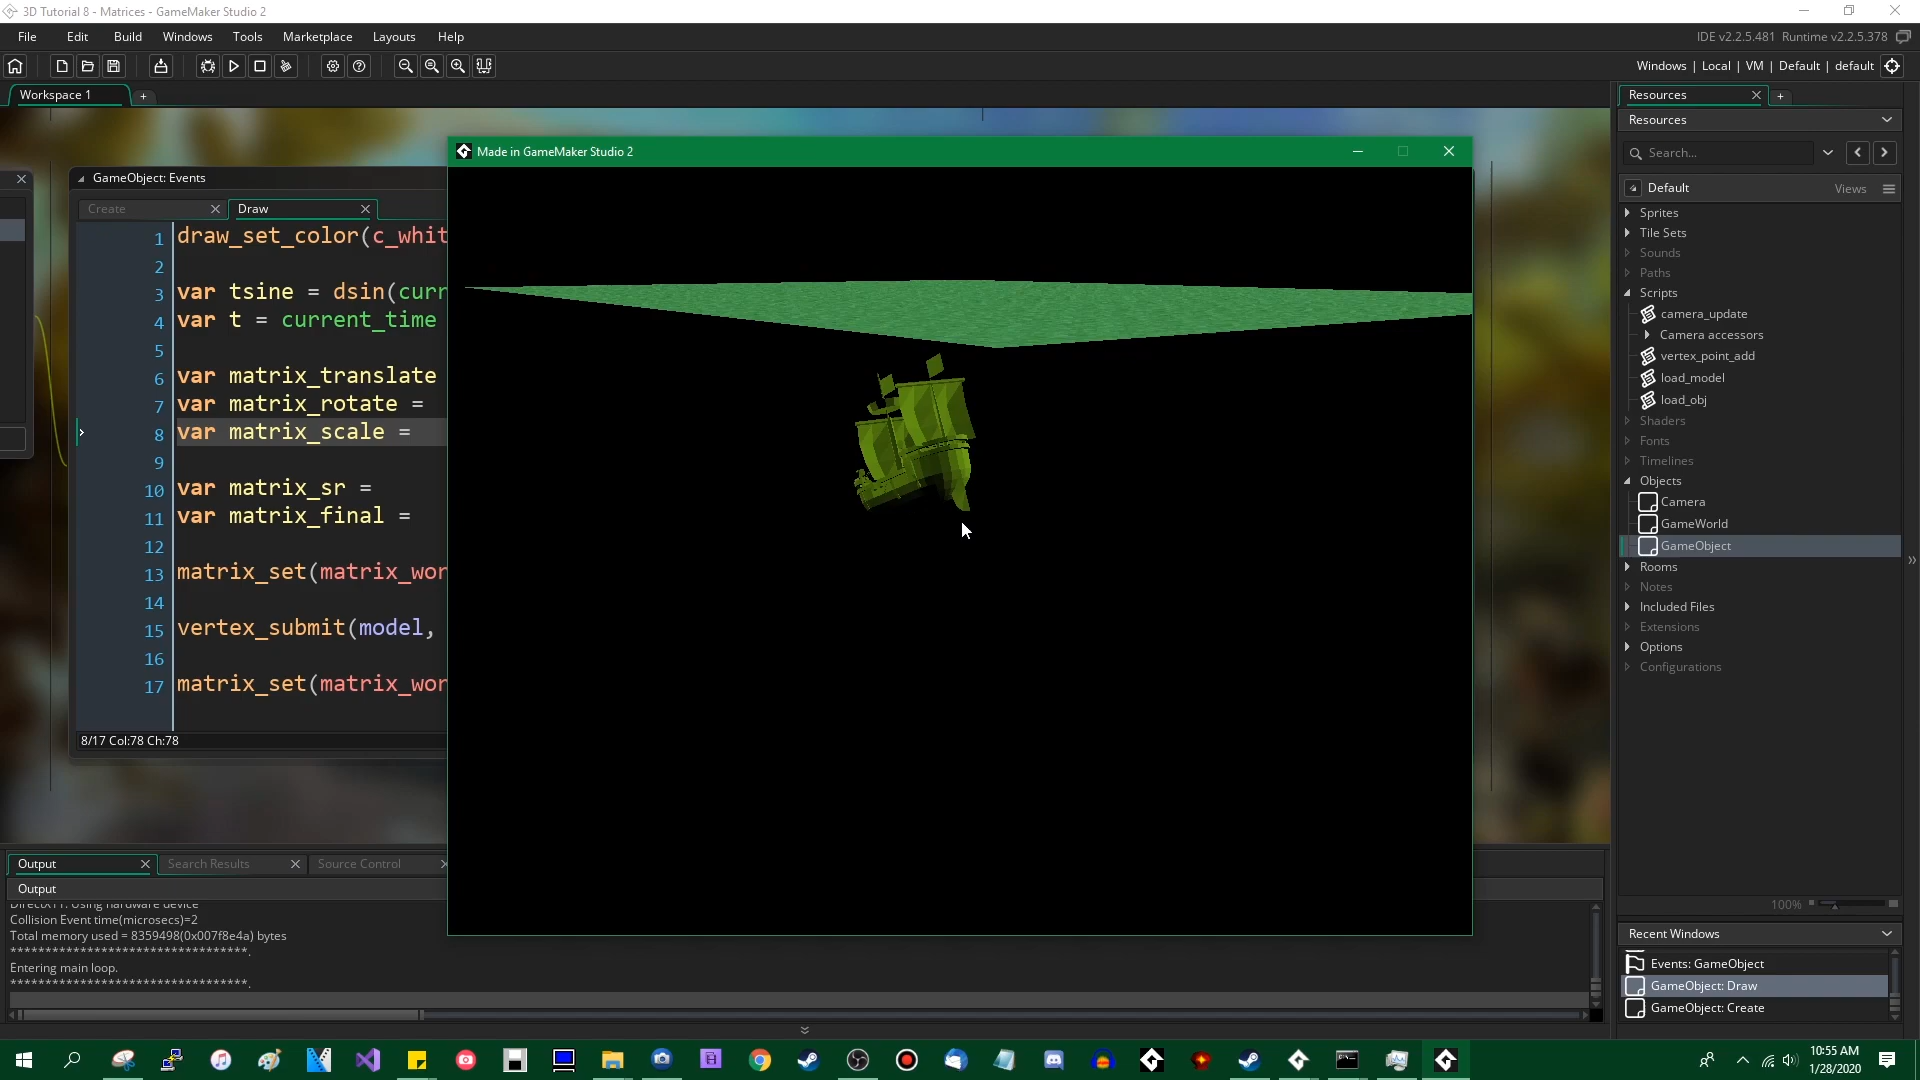 3D Tutorial 8 - Matrices - GameMaker Studio 2
File Edit Build Windows Tools Marketplace Layouts Help
IDE v2.2.5.481 Runtime v2.2.5.378
Windows | Local | VM | Default | default
Workspace 1
Resources
Resources
Made in GameMaker Studio 2
Search...
GameObject: Events
Default Views
Create Draw
1 draw_set_color(c_whit
2
3 var tsine = dsin(curr
4 var t = current_time
5
6 var matrix_translate
7 var matrix_rotate =
8 var matrix_scale =
9
10 var matrix_sr =
11 var matrix_final =
12
13 matrix_set(matrix_wor
14
15 vertex_submit(model,
16
17 matrix_set(matrix_wor
8/17 Col:78 Ch:78
Sprites
Tile Sets
Sounds
Paths
Scripts
camera_update
Camera accessors
vertex_point_add
load_model
load_obj
Shaders
Fonts
Timelines
Objects
Camera
GameWorld
GameObject
Rooms
Notes
Included Files
Extensions
Options
Configurations
100%
Output Search Results Source Control
Output
DirectX11: Using hardware device
Collision Event time(microsecs)=2
Total memory used = 8359498(0x007f8e4a) bytes
*********************************.
Entering main loop.
*********************************.
Recent Windows
Events: GameObject
GameObject: Draw
GameObject: Create
10:55 AM
1/28/2020